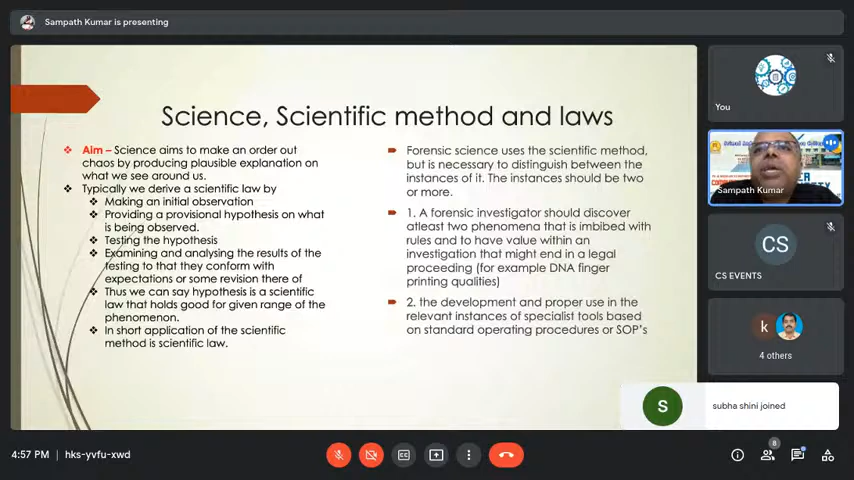 Sampath Kumar is presenting
Science, Scientific method and laws
Aim – Science aims to make an order out
chaos by producing plausible explanation on
what we see around us.
Typically we derive a scientific law by
Making an initial observation
Providing a provisional hypothesis on what
is being observed.
Testing the hypothesis
Examining and analysing the results of the
testing to that they conform with
expectations or some revision there of
Thus we can say hypothesis is a scientific
law that holds good for given range of the
phenomenon.
In short application of the scientific
method is scientific law.
Forensic science uses the scientific method,
but is necessary to distinguish between the
instances of it. The instances should be two
or more.
1. A forensic investigator should discover
atleast two phenomena that is imbibed with
rules and to have value within an
investigation that might end in a legal
proceeding (for example DNA finger
printing qualities)
2. the development and proper use in the
relevant instances of specialist tools based
on standard operating procedures or SOP's
You
Sampath Kumar
CS
CS EVENTS
k
4 others
S
subha shini joined
4:57 PM | hks-yvfu-xwd
CC
8